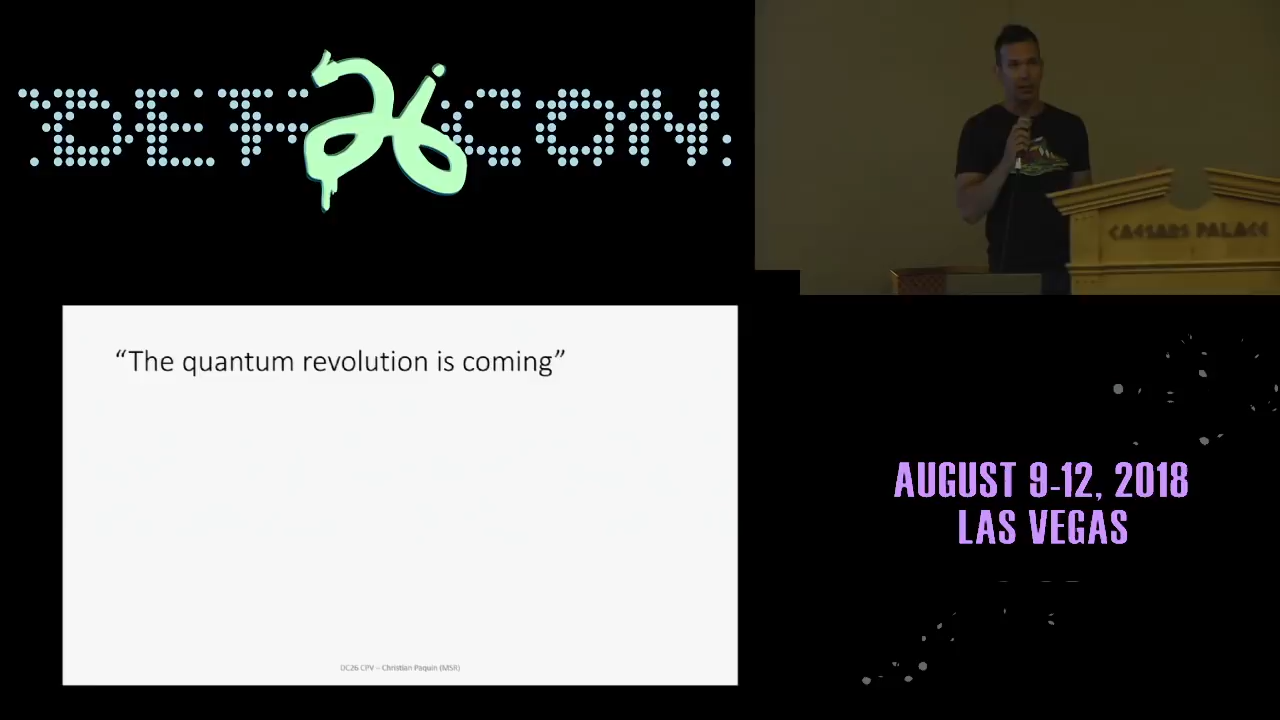 DEF 26 CON
CAESARS PALACE
“The quantum revolution is coming”
AUGUST 9-12, 2018
LAS VEGAS
DC26 CPV – Christian Paquin (MSR)